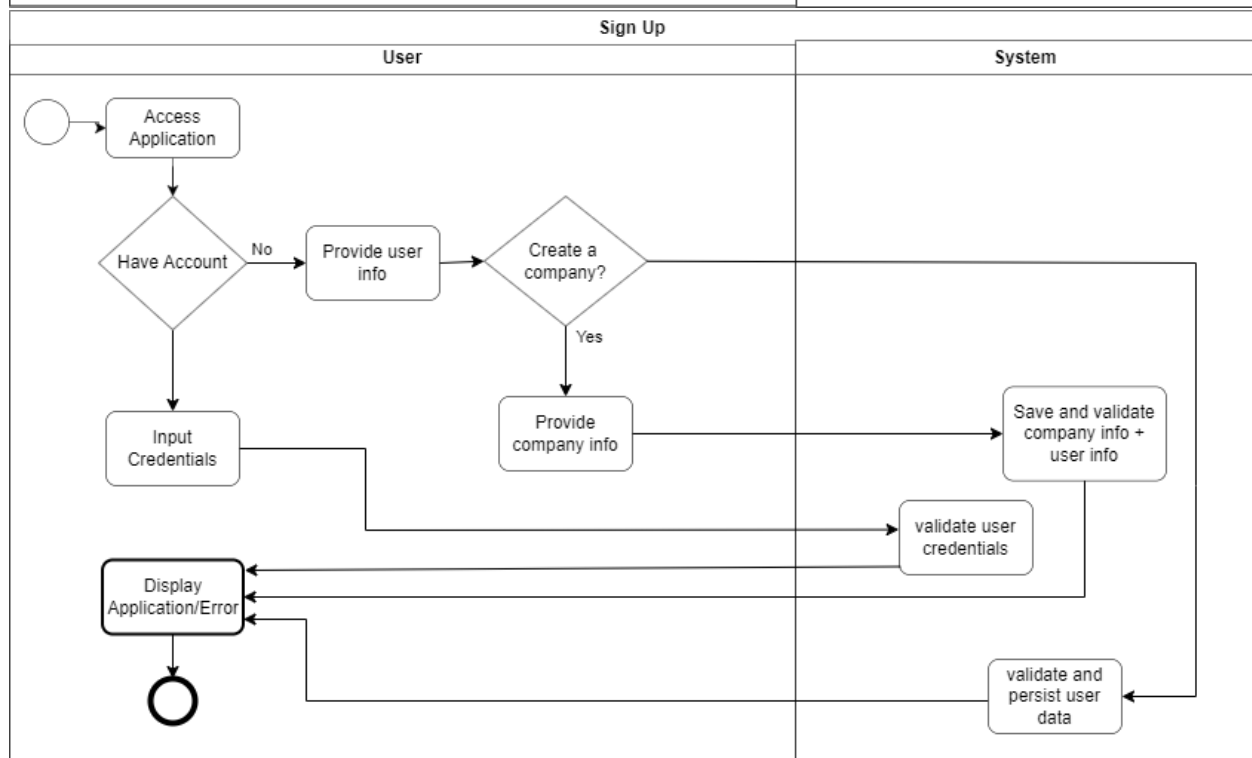 Sign Up
User
System
Access
Application
Have Account
No
Provide user
info
Create a
company?
Yes
Provide
company info
Save and validate
company info +
user info
Input
Credentials
validate user
credentials
Display
Application/Error
validate and
persist user
data